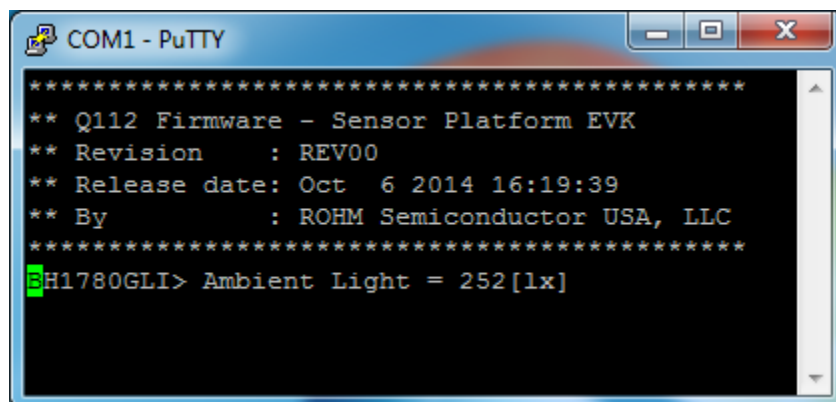 COM1 - PuTTY
*********************************************
** Q112 Firmware - Sensor Platform EVK
** Revision    : REV00
** Release date: Oct  6 2014 16:19:39
** By          : ROHM Semiconductor USA, LLC
*********************************************
BH1780GLI> Ambient Light = 252[lx]